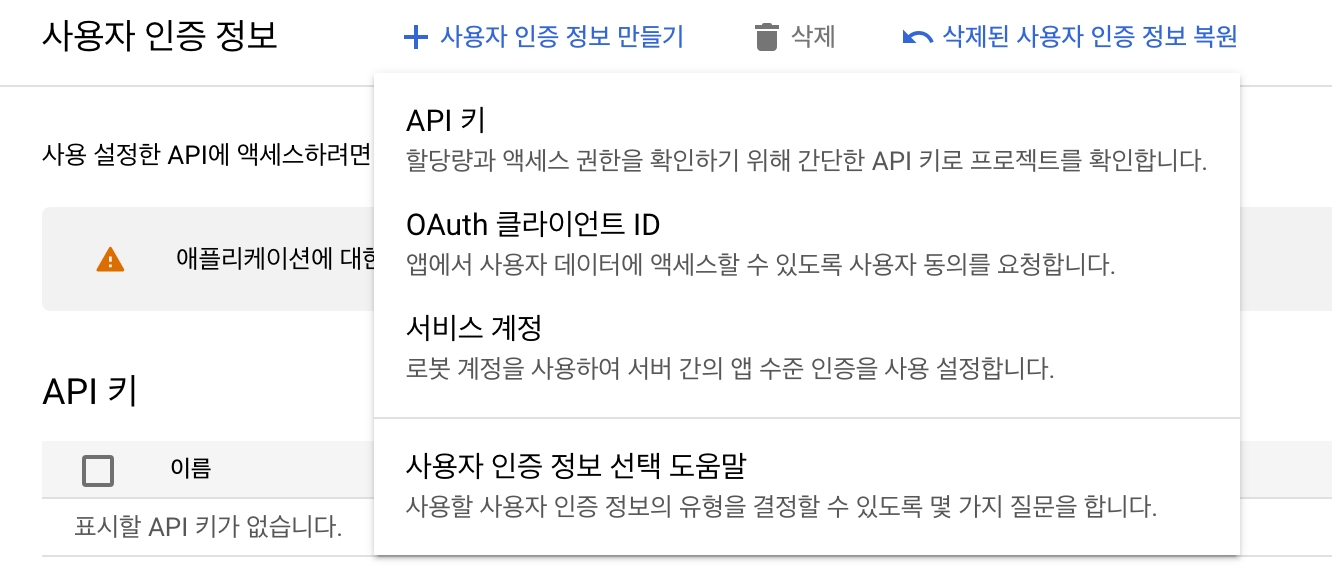 사용자 인증 정보
사용자 인증 정보 만들기
삭제
삭제된 사용자 인증 정보 복원
API 키
할당량과 액세스 권한을 확인하기 위해 간단한 API 키로 프로젝트를 확인합니다.
OAuth 클라이언트 ID
앱에서 사용자 데이터에 액세스할 수 있도록 사용자 동의를 요청합니다.
서비스 계정
로봇 계정을 사용하여 서버 간의 앱 수준 인증을 사용 설정합니다.
사용자 인증 정보 선택 도움말
사용할 사용자 인증 정보의 유형을 결정할 수 있도록 몇 가지 질문을 합니다.
사용 설정한 API에 액세스하려면
애플리케이션에
API 키
이름
표시할 API 키가 없습니다.